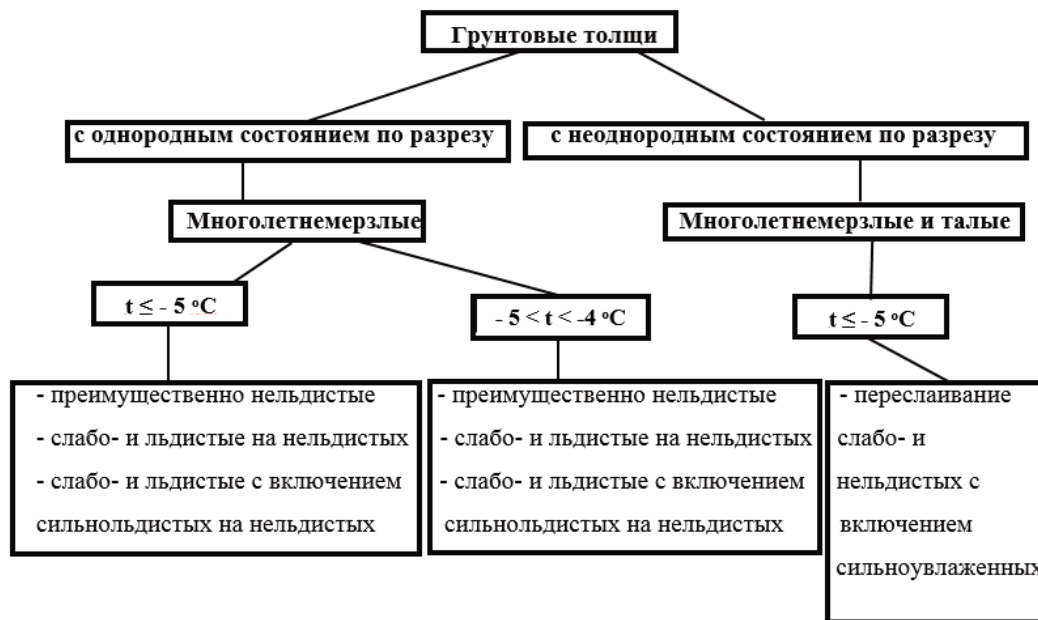 Грунтовые толщи
с однородным состоянием по разрезу
с неоднородным состоянием по разрезу
Многолетнемерзлые
Многолетнемерзлые и талые
t ≤ - 5 °С
- 5 < t < -4 °С
t ≤ - 5 °С
- преимущественно нельдистые
- слабо- и льдистые на нельдистых
- слабо- и льдистые с включением
сильнольдистых на нельдистых
- преимущественно нельдистые
- слабо- и льдистые на нельдистых
- слабо- и льдистые с включением
сильнольдистых на нельдистых
- переслаивание
слабо- и
нельдистых с
включением
сильноувлаженных